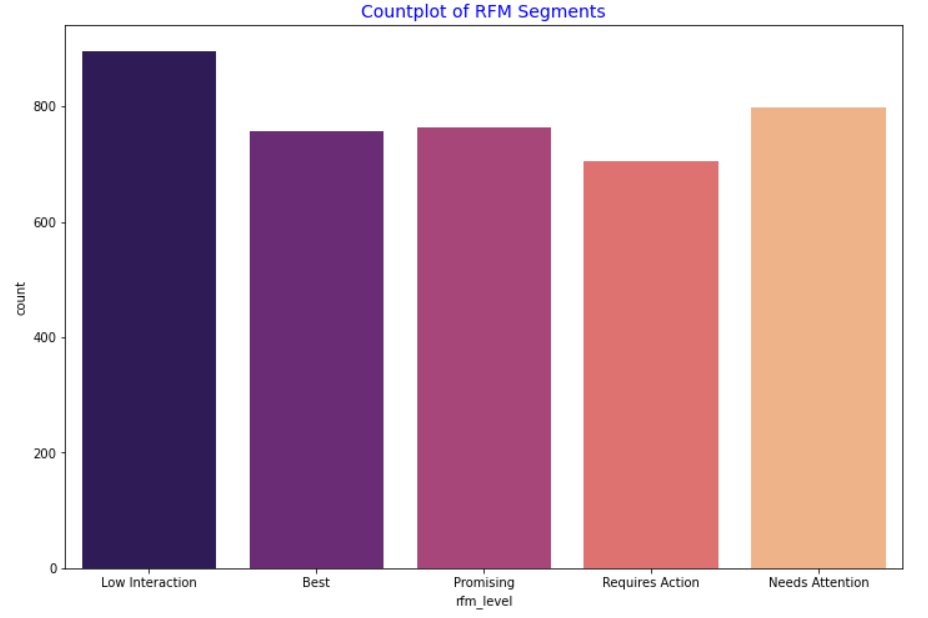 Countplot of RFM Segments
800
600
400
200
0
count
Low Interaction
Best
Promising
Requires Action
Needs Attention
rfm_level